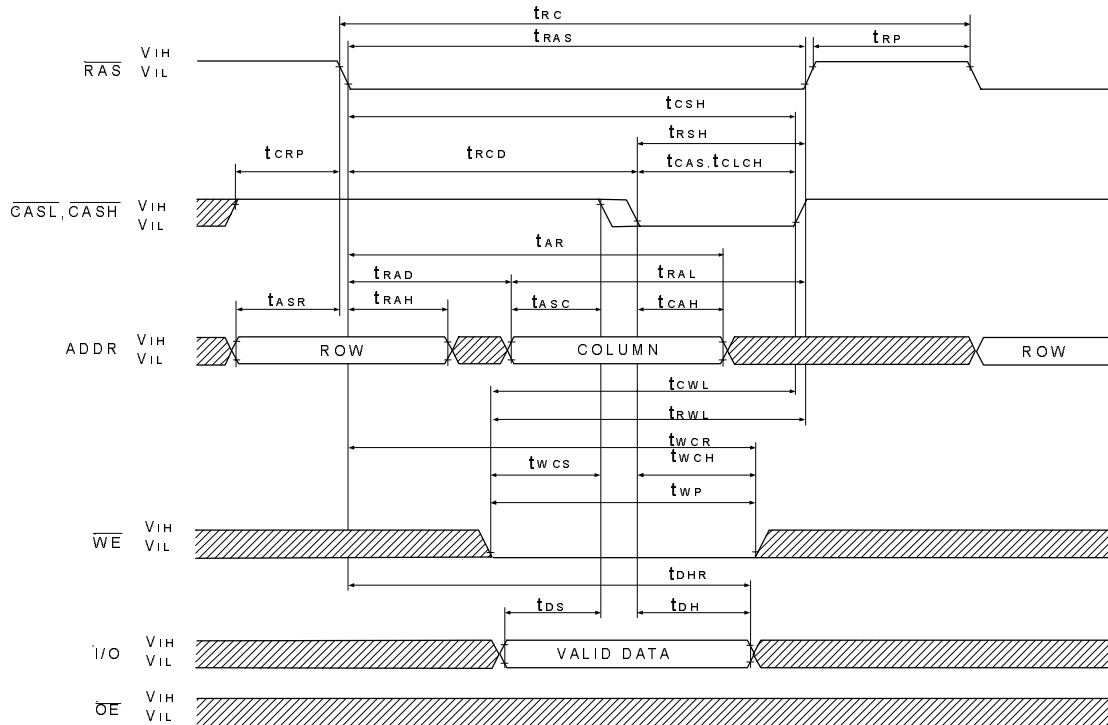 tRC
tRAS
tRP
RAS VIH
VIL
tCSH
tRSH
tCRP tRCD tCAS,tCLCH
CASL,CASH VIH
VIL
tAR
tRAD tRAL
tASR tRAH tASC tCAH
ADDR VIH
VIL
ROW COLUMN ROW
tCWL
tRWL
tWCR
tWCS tWCH
tWP
WE VIH
VIL
tDHR
tDS tDH
I/O VIH
VIL
VALID DATA
OE VIH
VIL